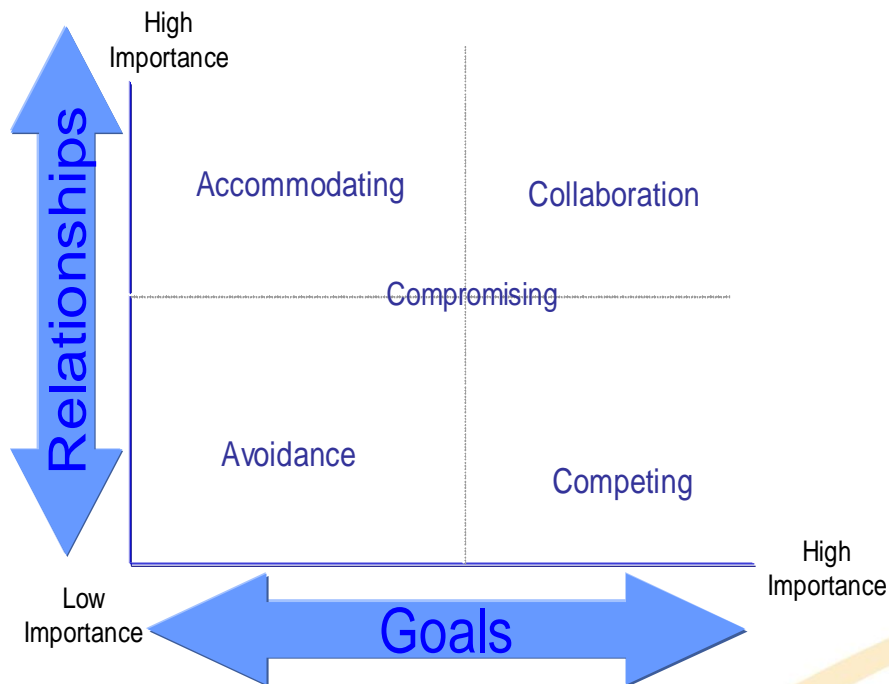 High
Importance
Relationships
Accommodating
Collaboration
Compromising
Avoidance
Competing
Low
Importance
Goals
High
Importance